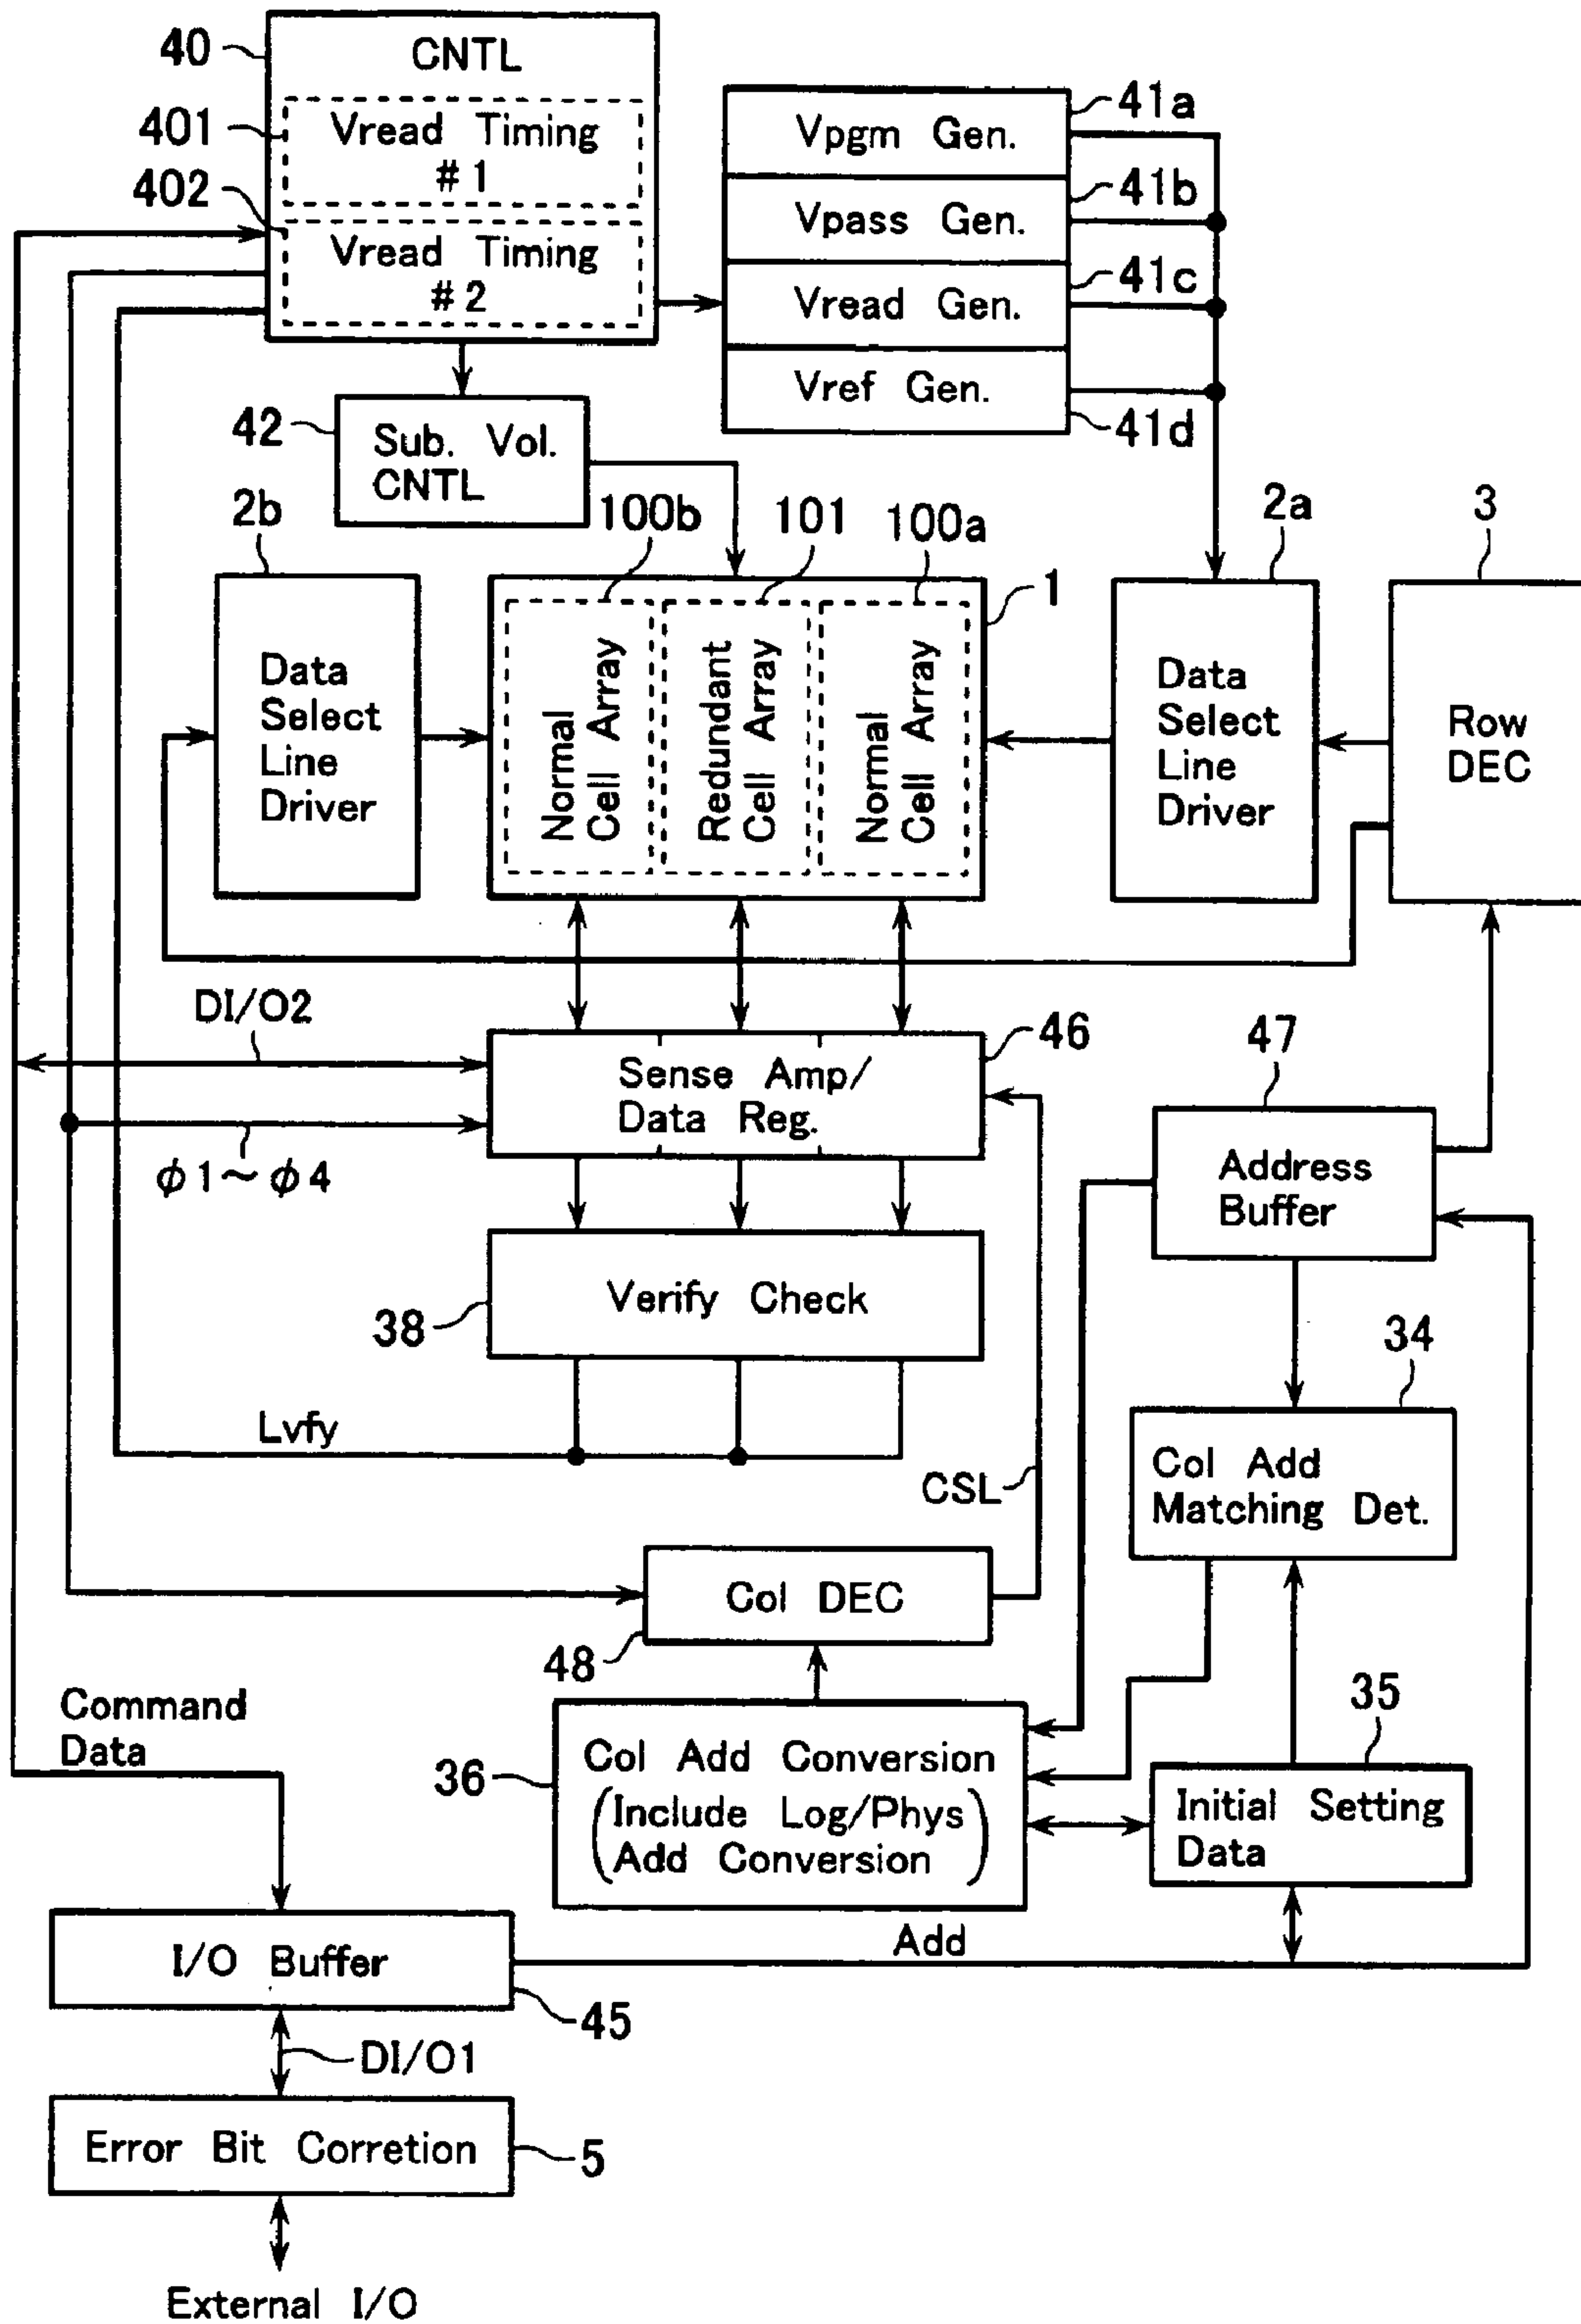 40
CNTL
401
Vread Timing
#1
402
Vread Timing
#2
Vpgm Gen.
41a
Vpass Gen.
41b
Vread Gen.
41c
Vref Gen.
41d
42
Sub. Vol.
CNTL
2b
100b
101
100a
1
2a
3
Data
Select
Line
Driver
Normal
Cell Array
Redundant
Cell Array
Normal
Cell Array
Data
Select
Line
Driver
Row
DEC
DI/O2
46
Sense Amp/
Data Reg.
47
Address
Buffer
φ1~φ4
38
Verify Check
34
Col Add
Matching Det.
Lvfy
CSL
Col DEC
48
Command
Data
36
Col Add Conversion
(Include Log/Phys
Add Conversion)
35
Initial Setting
Data
I/O Buffer
45
Add
DI/O1
Error Bit Corretion
5
External I/O